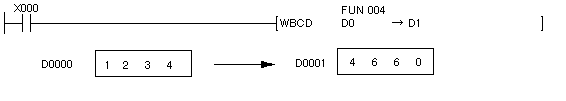 X000
FUN 004
[WBCD D0 → D1 ]
D0000 1 2 3 4 D0001 4 6 6 0